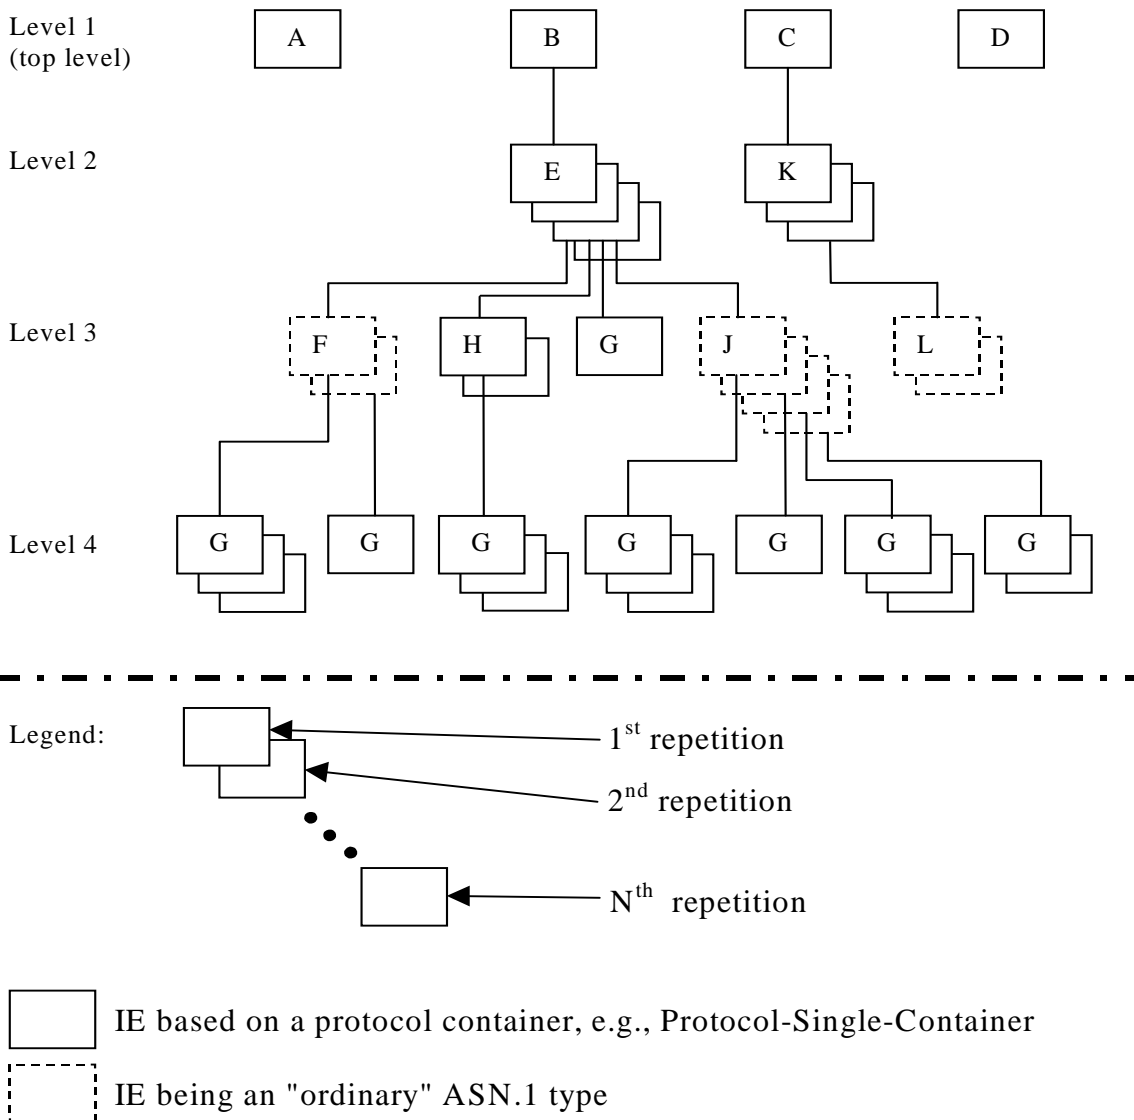 Level 1
(top level)
A
B
C
D
Level 2
E
K
Level 3
F
H
G
J
L
Level 4
G
G
G
G
G
G
G
Legend:
1st repetition
2nd repetition
Nth repetition
IE based on a protocol container, e.g., Protocol-Single-Container
IE being an "ordinary" ASN.1 type